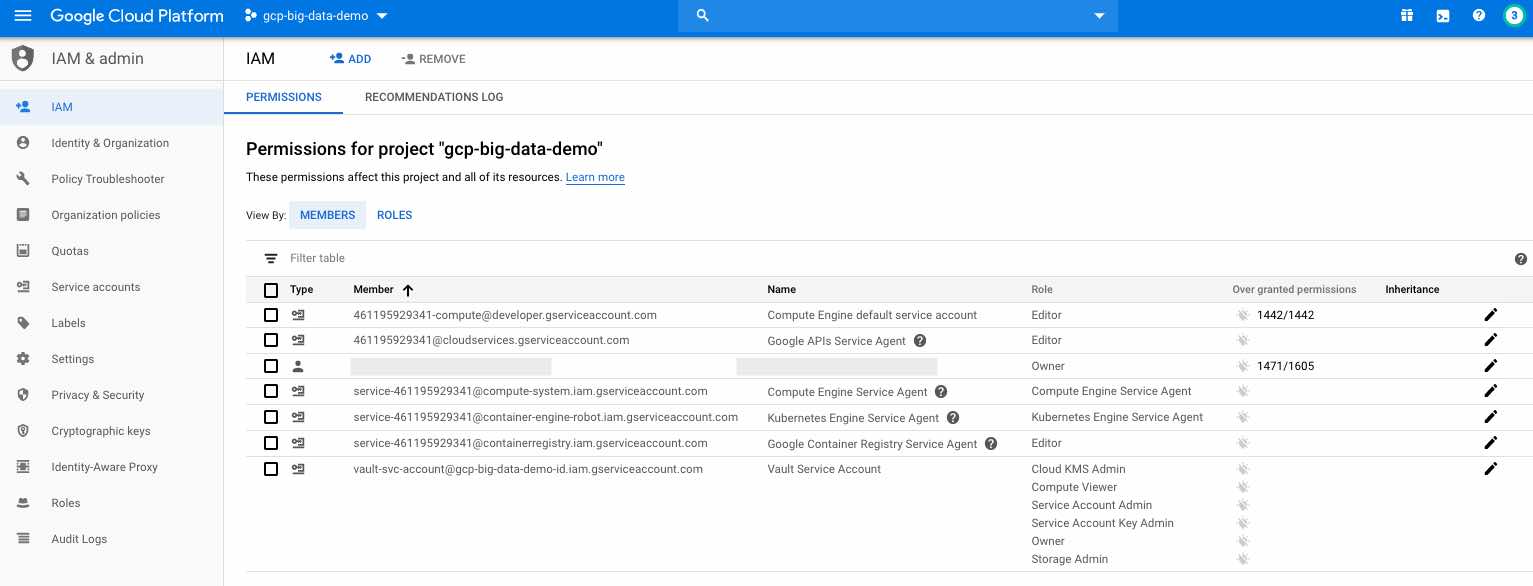 Google Cloud Platform gcp-big-data-demo 3
IAM & admin
IAM
Identity & Organization
Policy Troubleshooter
Organization policies
Quotas
Service accounts
Labels
Settings
Privacy & Security
Cryptographic keys
Identity-Aware Proxy
Roles
Audit Logs
IAM ADD REMOVE
PERMISSIONS RECOMMENDATIONS LOG
Permissions for project "gcp-big-data-demo"
These permissions affect this project and all of its resources. Learn more
View By: MEMBERS ROLES
Filter table
Type Member Name Role Over granted permissions Inheritance
461195929341-compute@developer.gserviceaccount.com Compute Engine default service account Editor 1442/1442
461195929341@cloudservices.gserviceaccount.com Google APIs Service Agent Editor
Owner 1471/1605
service-461195929341@compute-system.iam.gserviceaccount.com Compute Engine Service Agent Compute Engine Service Agent
service-461195929341@container-engine-robot.iam.gserviceaccount.com Kubernetes Engine Service Agent Kubernetes Engine Service Agent
service-461195929341@containerregistry.iam.gserviceaccount.com Google Container Registry Service Agent Editor
vault-svc-account@gcp-big-data-demo-id.iam.gserviceaccount.com Vault Service Account Cloud KMS Admin
Compute Viewer
Service Account Admin
Service Account Key Admin
Owner
Storage Admin